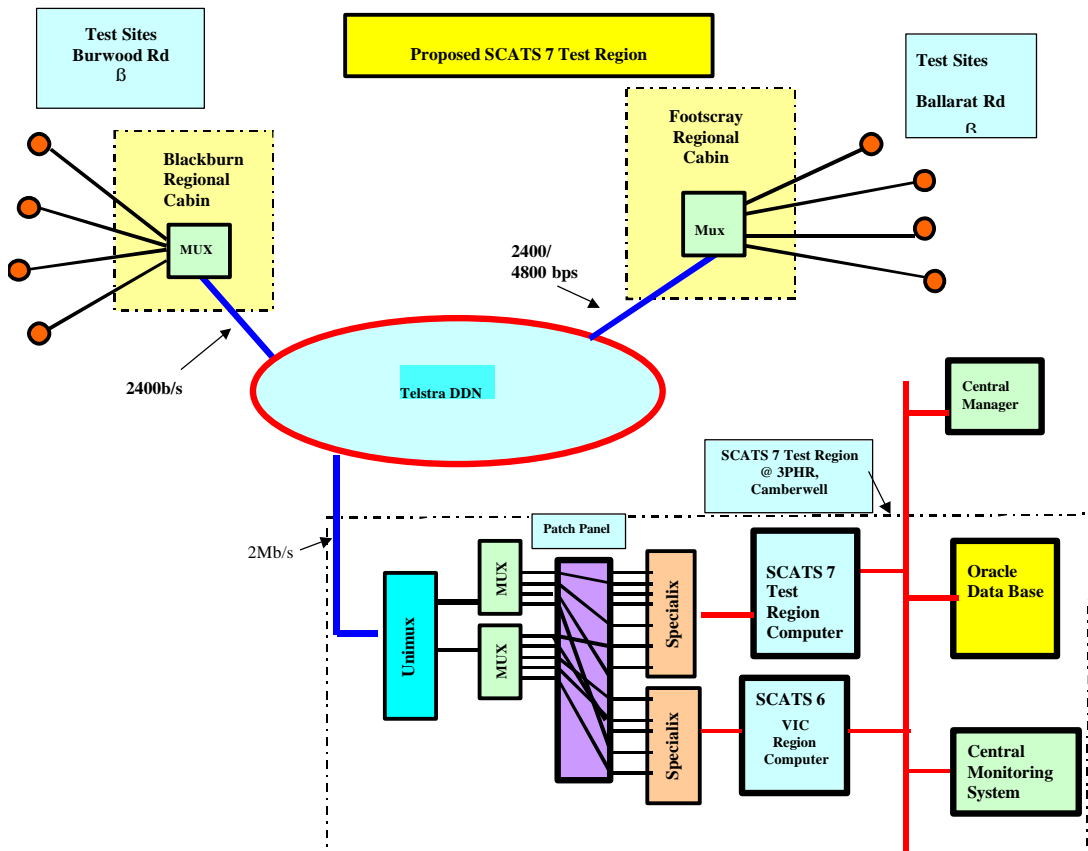 Test Sites
Burwood Rd
ß
Proposed SCATS 7 Test Region
Test Sites
Ballarat Rd
ß
Footscray
Regional
Cabin
Blackburn
Regional
Cabin
MUX
Mux
2400/
4800 bps
2400b/s
Telstra DDN
Central
Manager
SCATS 7 Test Region
@ 3PHR,
Camberwell
2Mb/s
Patch Panel
Unimux
MUX
MUX
Specialix
Specialix
SCATS 7
Test
Region
Computer
Oracle
Data Base
SCATS 6
VIC
Region
Computer
Central
Monitoring
System